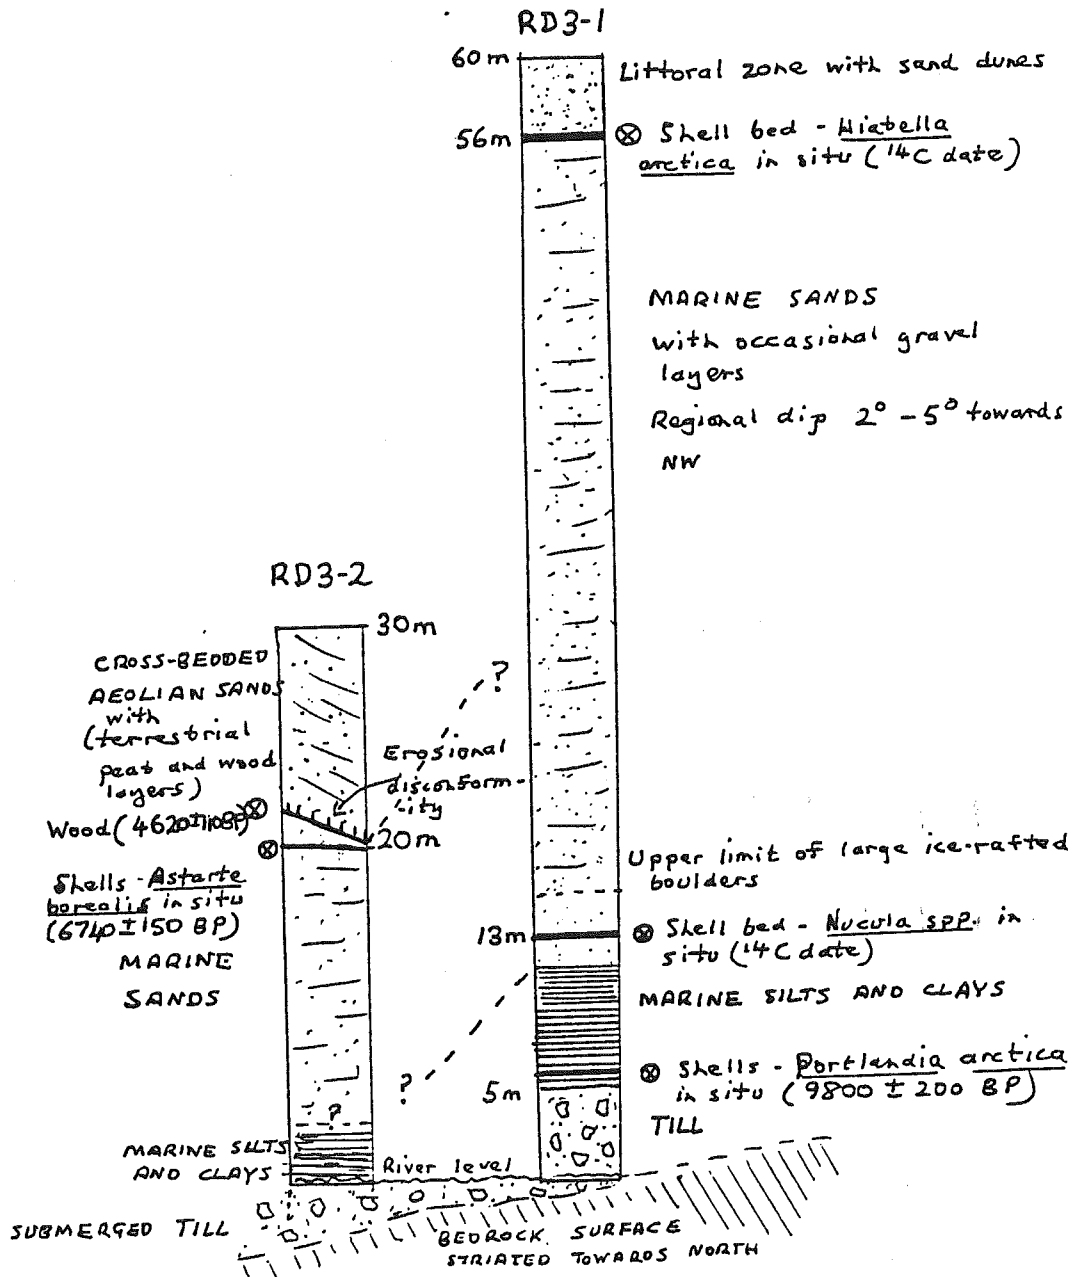 RD3-1
60m
Littoral zone with sand dunes
56m
⊗ Shell bed - Hiatella
arctica in situ (14C date)
MARINE SANDS
with occasional gravel
layers
Regional dip 2° - 5° towards
NW
RD3-2
30m
CROSS-BEDDED
AEOLIAN SANDS
with
(terrestrial
peat and wood
layers)
Wood (4620±110BP) ⊗
?
Erosional
disconform-
ity
20m
⊗
Shells - Astarte
borealis in situ
(6740 ± 150 BP)
MARINE
SANDS
Upper limit of large ice-rafted
boulders
13m
⊗ Shell bed - Nucula spp. in
situ (14C date)
MARINE SILTS AND CLAYS
⊗ Shells - Portlandia arctica
in situ (9800 ± 200 BP)
5m
TILL
?
?
MARINE SILTS
AND CLAYS
River level
SUBMERGED TILL
BEDROCK SURFACE
STRIATED TOWARDS NORTH